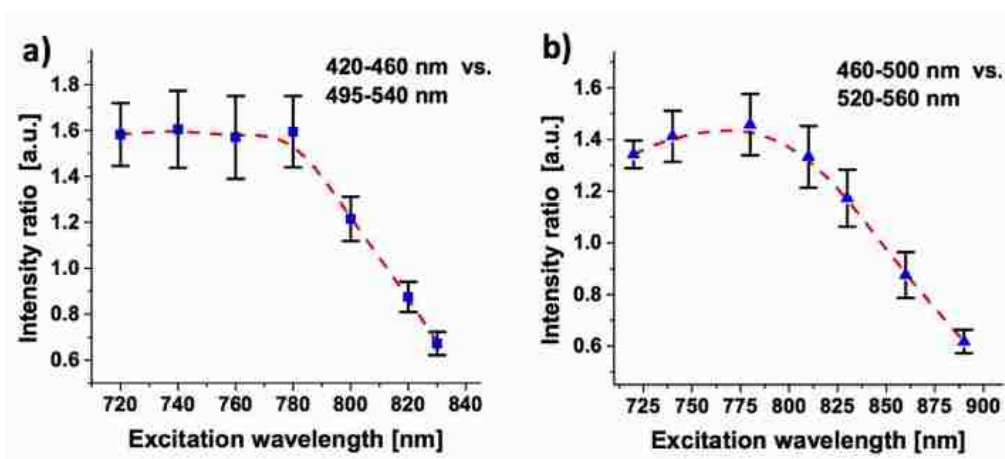 a)
420-460 nm vs.
495-540 nm
Intensity ratio [a.u.]
1.8
1.6
1.4
1.2
1.0
0.8
0.6
720 740 760 780 800 820 840
Excitation wavelength [nm]
b)
460-500 nm vs.
520-560 nm
Intensity ratio [a.u.]
1.6
1.4
1.2
1.0
0.8
0.6
725 750 775 800 825 850 875 900
Excitation wavelength [nm]